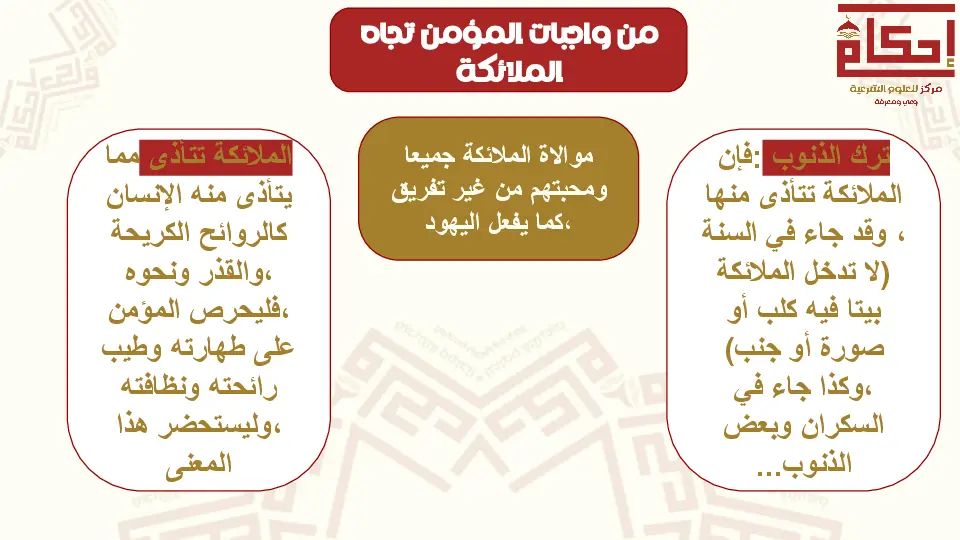 من واجبات المؤمن تجاه
الملائكة
إحكام
مركز للعلوم الشرعية
وعي ومعرفة
ترك الذنوب :فإن
الملائكة تتأذى منها
، وقد جاء في السنة
(لا تدخل الملائكة
بيتا فيه كلب أو
صورة أو جنب)
،وكذا جاء في
السكران وبعض
الذنوب...
موالاة الملائكة جميعا
ومحبتهم من غير تفريق
،كما يفعل اليهود
الملائكة تتأذى مما
يتأذى منه الإنسان
كالروائح الكريحة
،والقذر ونحوه
،فليحرص المؤمن
على طهارته وطيب
رائحته ونظافته
،وليستحضر هذا
المعنى